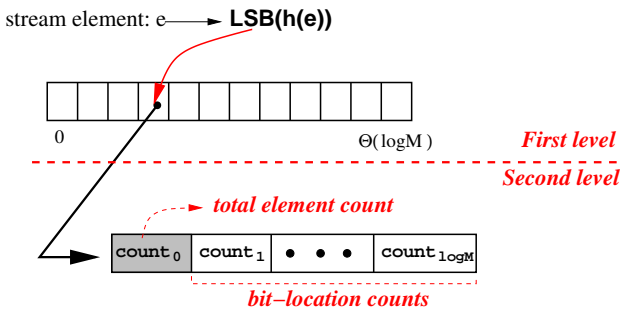 stream element: e LSB(h(e))
0 Θ(logM)
First level
Second level
total element count
count0 count1 • • • countlogM
bit–location counts